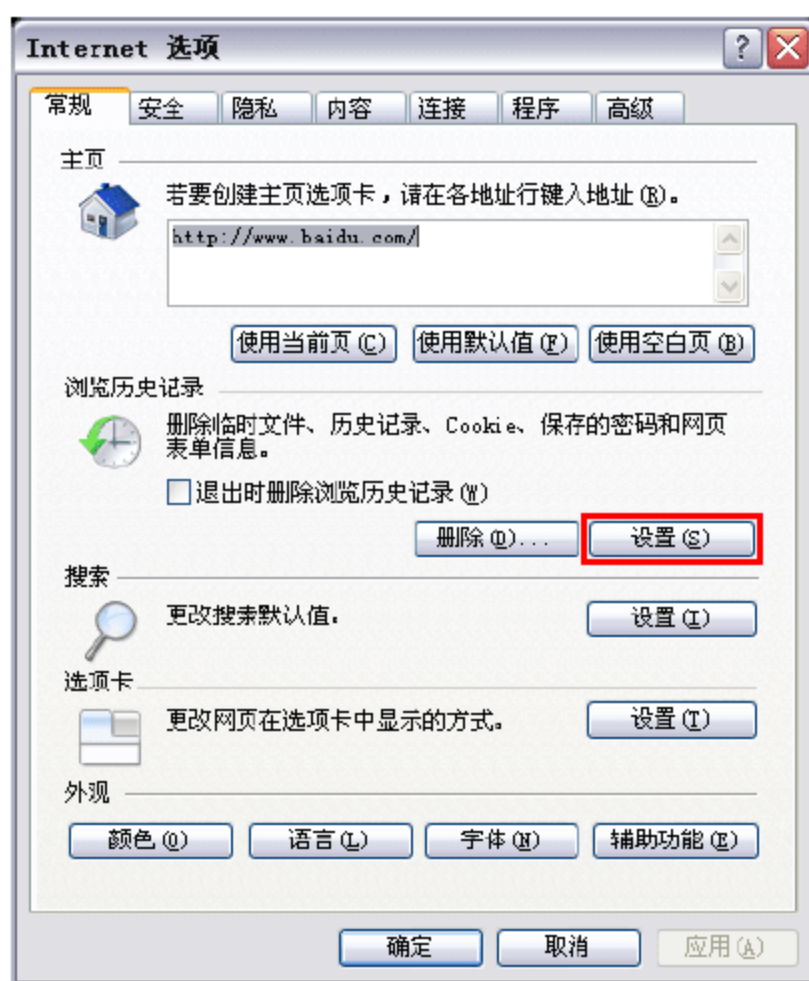 Internet 选项
常规 安全 隐私 内容 连接 程序 高级
主页
若要创建主页选项卡，请在各地址行键入地址(R)。
http://www.baidu.com/
使用当前页(C) 使用默认值(F) 使用空白页(B)
浏览历史记录
删除临时文件、历史记录、Cookie、保存的密码和网页
表单信息。
退出时删除浏览历史记录(W)
删除(D)... 设置(S)
搜索
更改搜索默认值。 设置(I)
选项卡
更改网页在选项卡中显示的方式。 设置(T)
外观
颜色(O) 语言(L) 字体(N) 辅助功能(E)
确定 取消 应用(A)